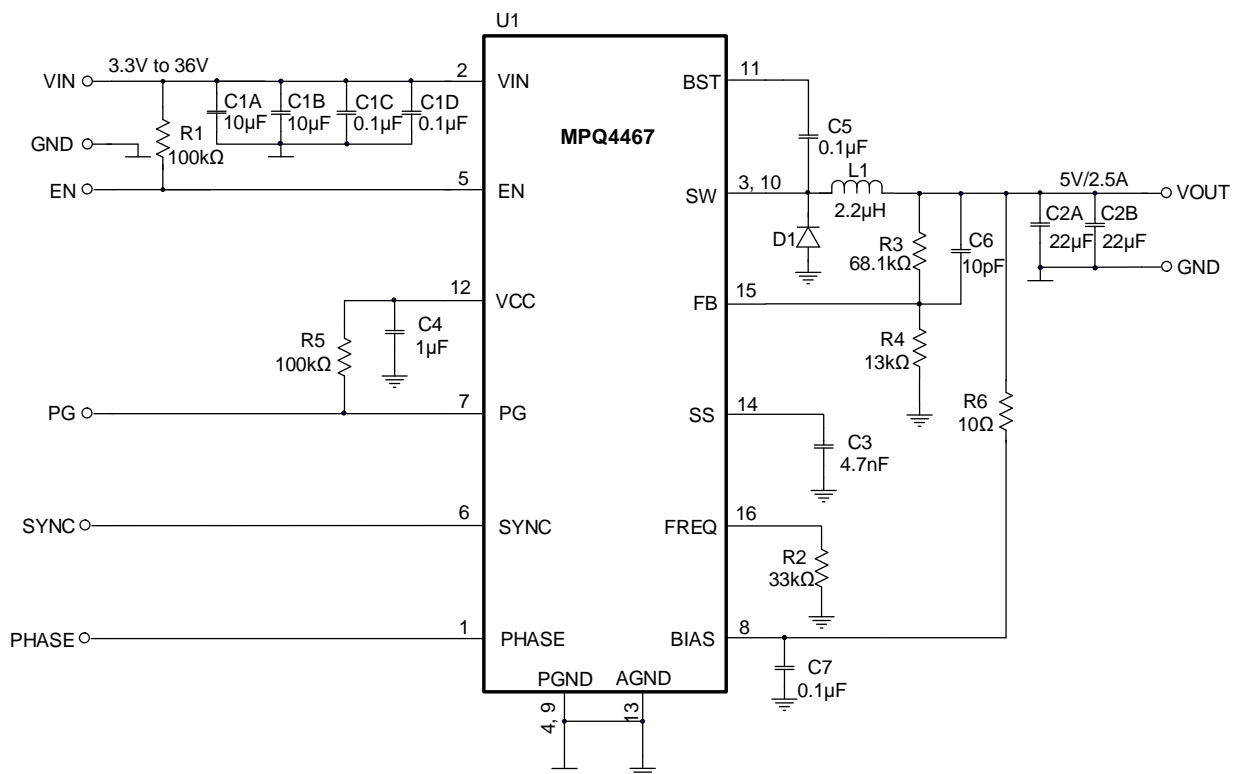 U1
VIN
3.3V to 36V
2
VIN
C1A
10µF
C1B
10µF
C1C
0.1µF
C1D
0.1µF
GND
R1
100kΩ
EN
5
EN
12
VCC
C4
1µF
R5
100kΩ
PG
7
PG
SYNC
6
SYNC
PHASE
1
PHASE
MPQ4467
BST
11
C5
0.1µF
SW
3, 10
L1
2.2µH
D1
5V/2.5A
VOUT
C2A
22µF
C2B
22µF
GND
R3
68.1kΩ
C6
10pF
FB
15
R4
13kΩ
SS
14
C3
4.7nF
R6
10Ω
FREQ
16
R2
33kΩ
BIAS
8
C7
0.1µF
PGND
AGND
4, 9
13